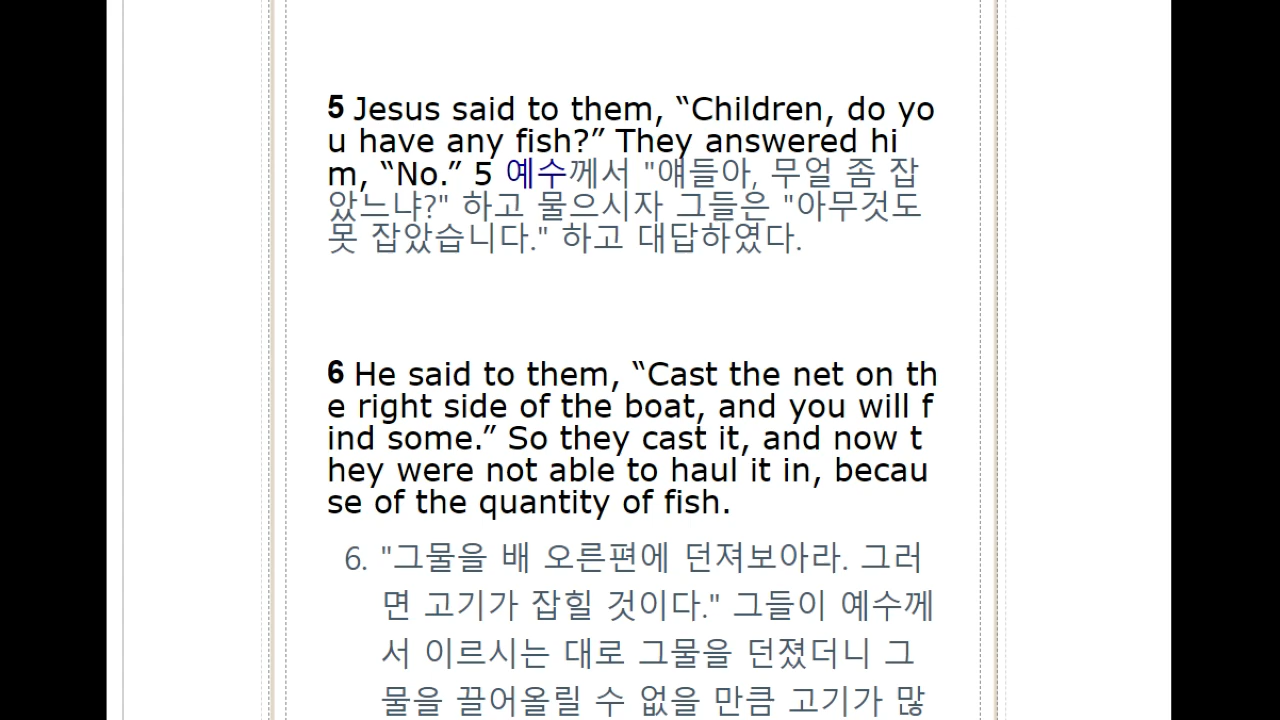 5 Jesus said to them, “Children, do yo
u have any fish?” They answered hi
m, “No.” 5 예수께서 "얘들아, 무얼 좀 잡
았느냐?" 하고 물으시자 그들은 "아무것도
못 잡았습니다." 하고 대답하였다.
6 He said to them, “Cast the net on th
e right side of the boat, and you will f
ind some.” So they cast it, and now t
hey were not able to haul it in, becau
se of the quantity of fish.
6. "그물을 배 오른편에 던져보아라. 그러
면 고기가 잡힐 것이다." 그들이 예수께
서 이르시는 대로 그물을 던졌더니 그
물을 끌어올릴 수 없을 만큼 고기가 많